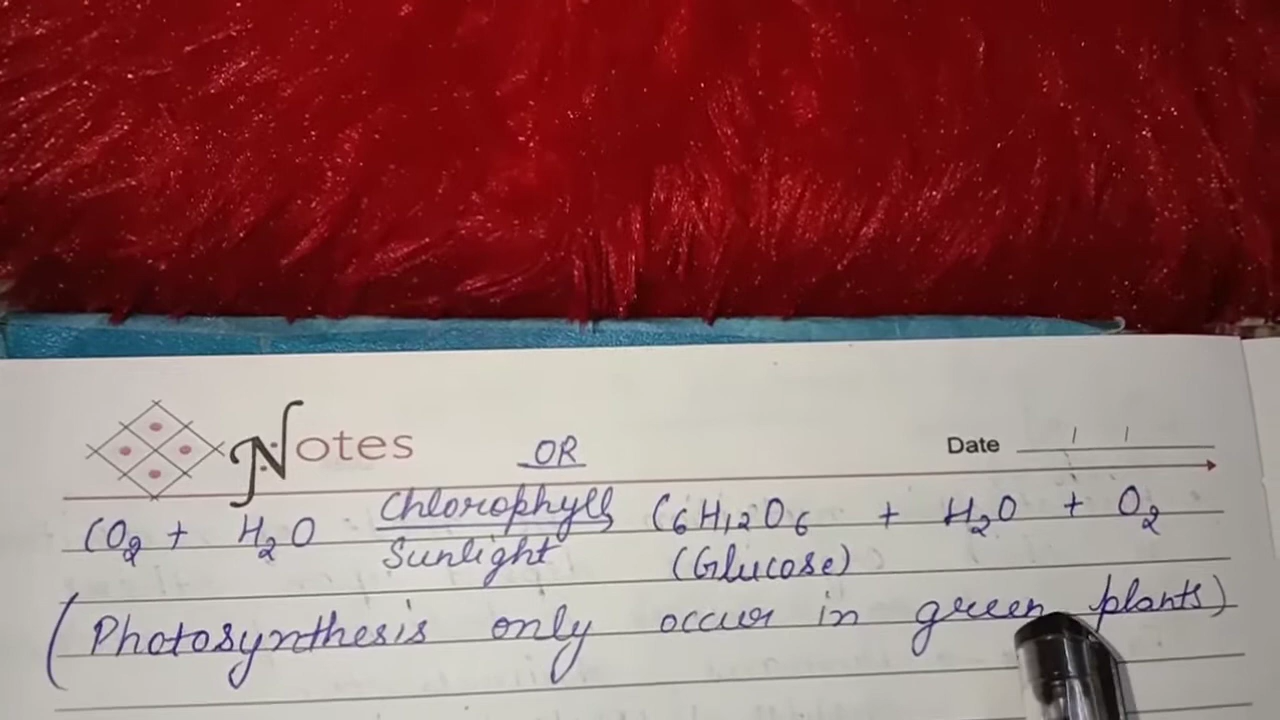 Notes
OR
Date / /
CO₂ + H₂O Chlorophyll C₆H₁₂O₆ + H₂O + O₂
Sunlight (Glucose)
(Photosynthesis only occur in green plants)